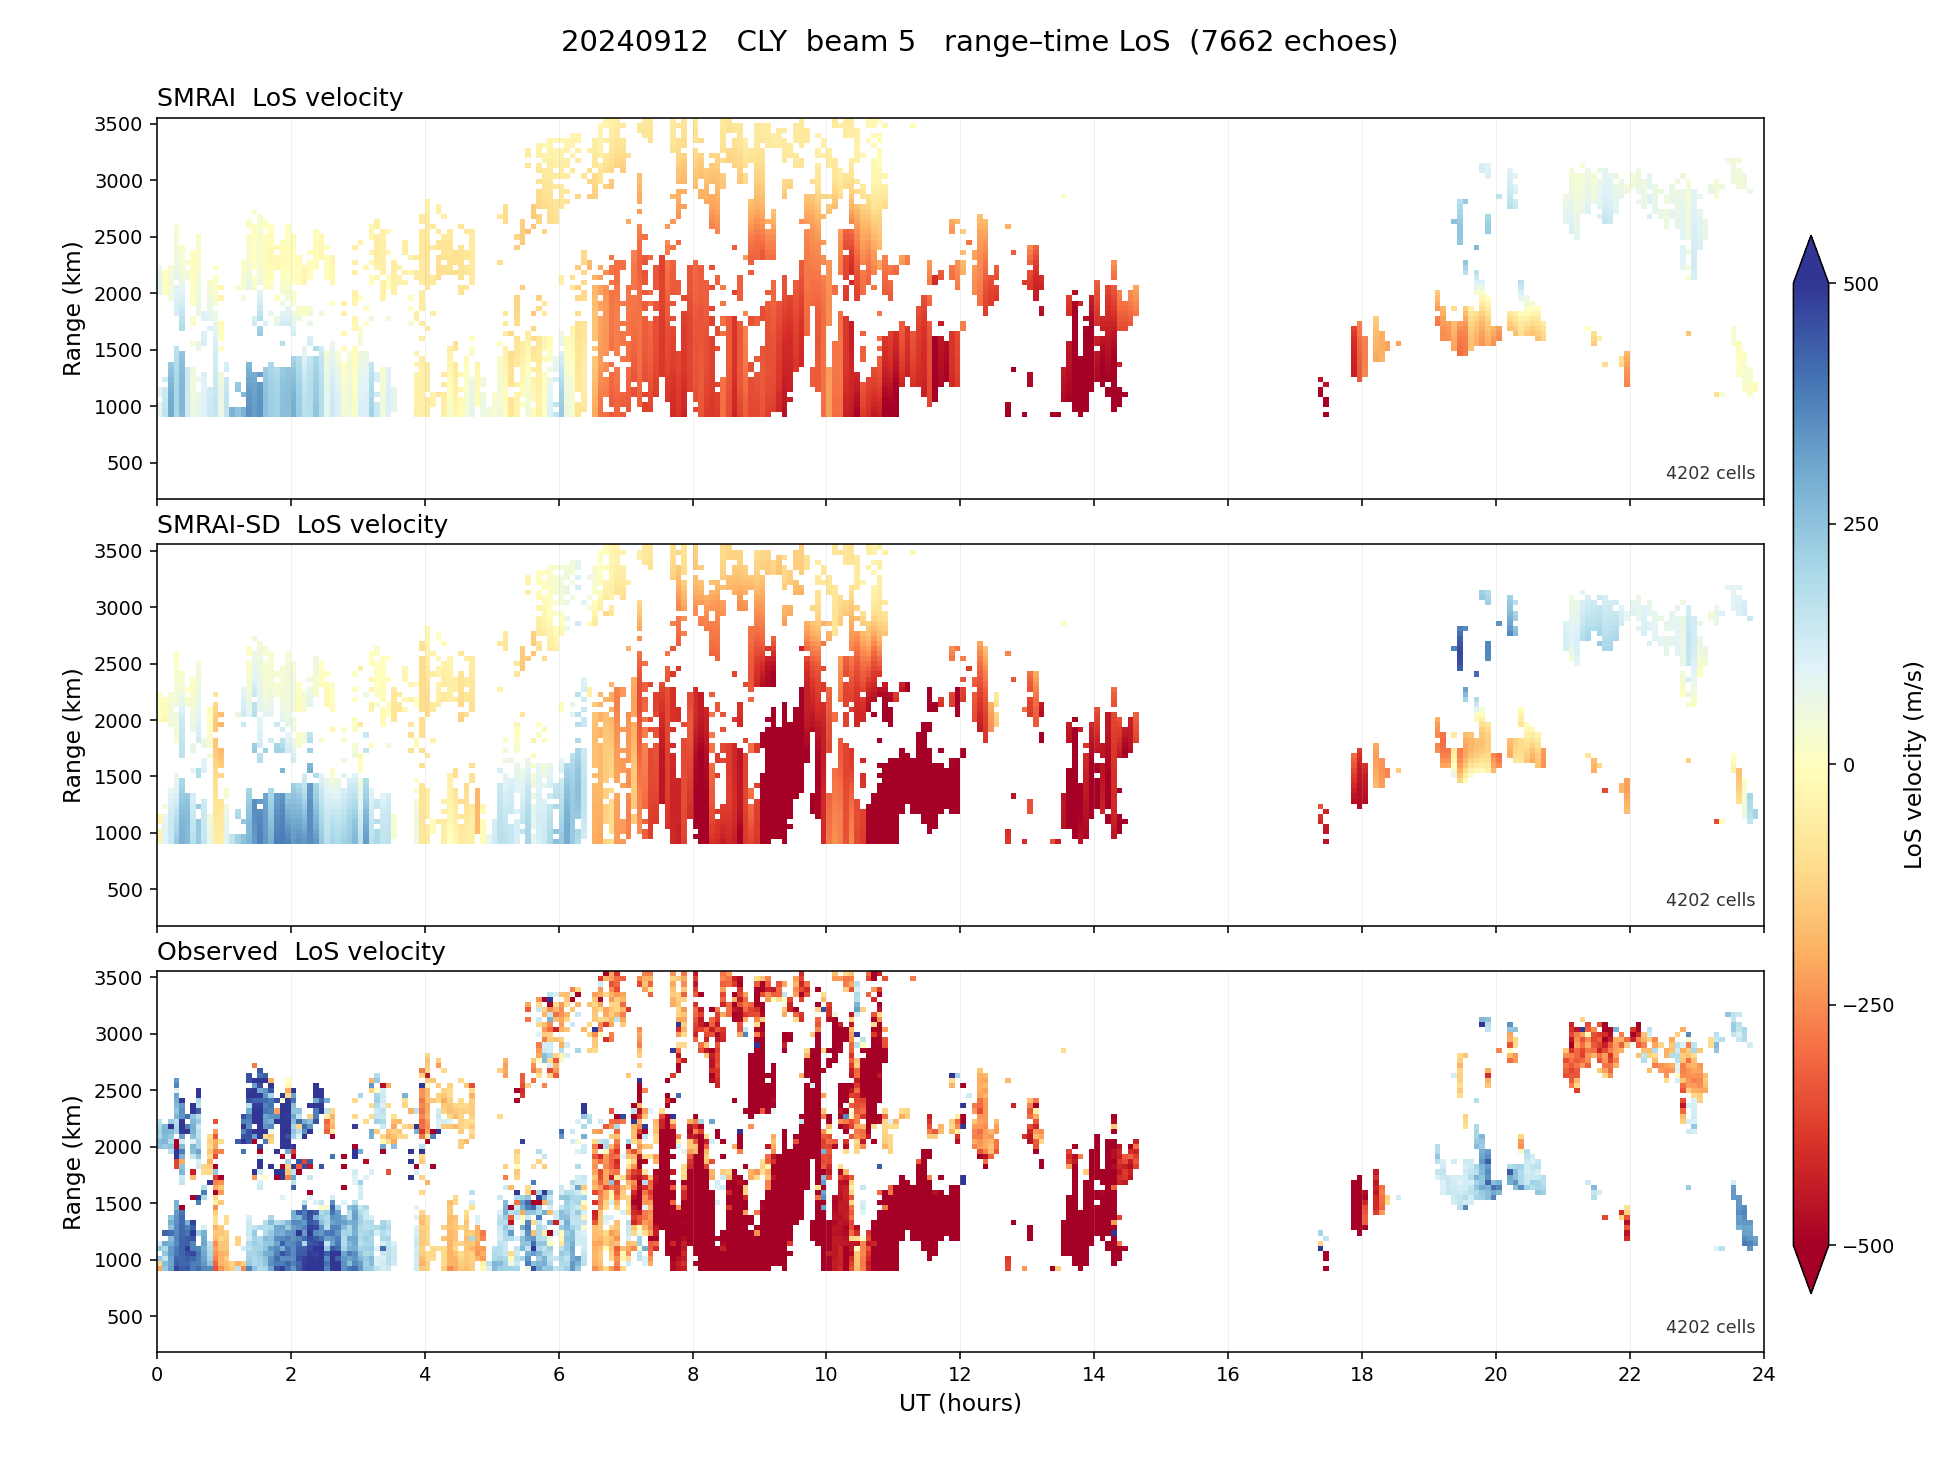 20240912   CLY  beam 5   range–time LoS  (7662 echoes)
SMRAI  LoS velocity
3500
3000
2500
2000
1500
1000
500
Range (km)
4202 cells
SMRAI-SD  LoS velocity
3500
3000
2500
2000
1500
1000
500
Range (km)
4202 cells
Observed  LoS velocity
3500
3000
2500
2000
1500
1000
500
Range (km)
4202 cells
0 2 4 6 8 10 12 14 16 18 20 22 24
UT (hours)
500
250
0
−250
−500
LoS velocity (m/s)